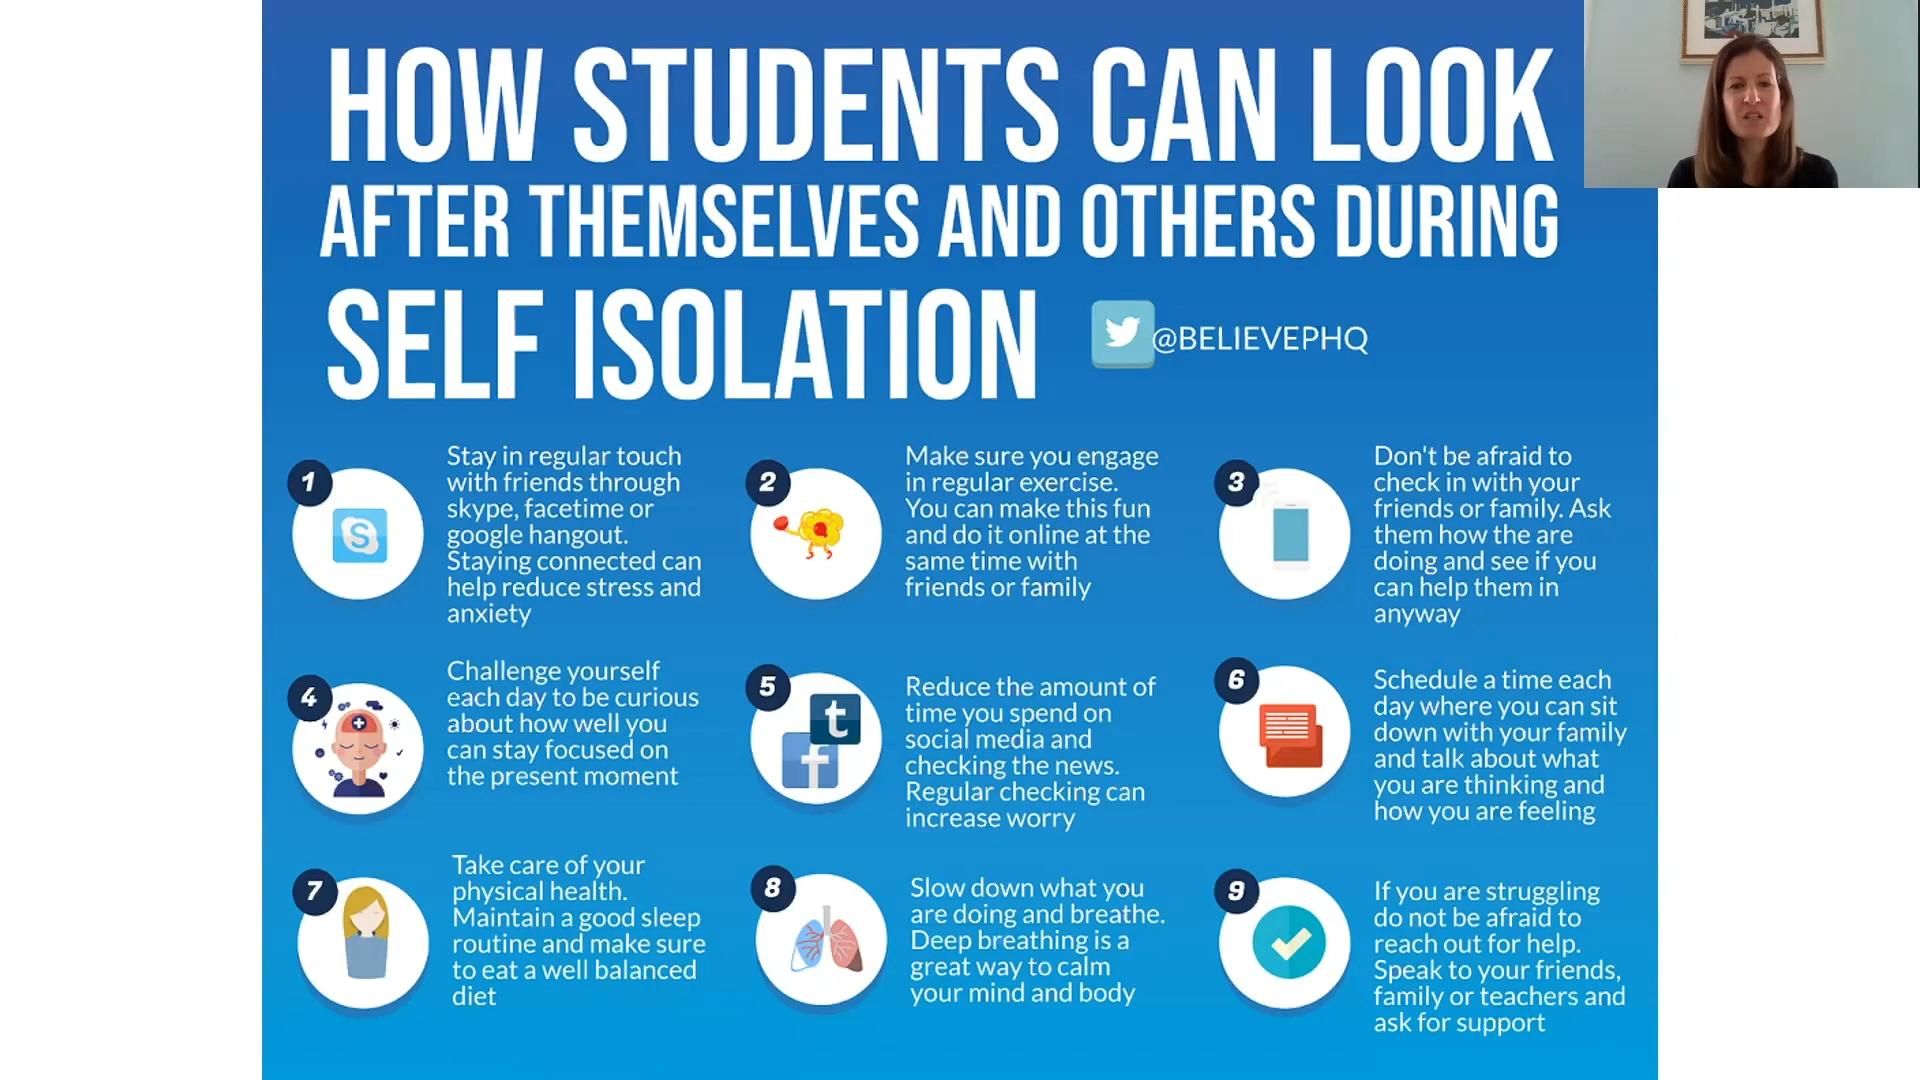 HOW STUDENTS CAN LOOK
AFTER THEMSELVES AND OTHERS DURING
SELF ISOLATION
@BELIEVEPHQ
1
Stay in regular touch
with friends through
skype, facetime or
google hangout.
Staying connected can
help reduce stress and
anxiety
2
Make sure you engage
in regular exercise.
You can make this fun
and do it online at the
same time with
friends or family
3
Don't be afraid to
check in with your
friends or family. Ask
them how the are
doing and see if you
can help them in
anyway
4
Challenge yourself
each day to be curious
about how well you
can stay focused on
the present moment
5
Reduce the amount of
time you spend on
social media and
checking the news.
Regular checking can
increase worry
6
Schedule a time each
day where you can sit
down with your family
and talk about what
you are thinking and
how you are feeling
7
Take care of your
physical health.
Maintain a good sleep
routine and make sure
to eat a well balanced
diet
8
Slow down what you
are doing and breathe.
Deep breathing is a
great way to calm
your mind and body
9
If you are struggling
do not be afraid to
reach out for help.
Speak to your friends,
family or teachers and
ask for support